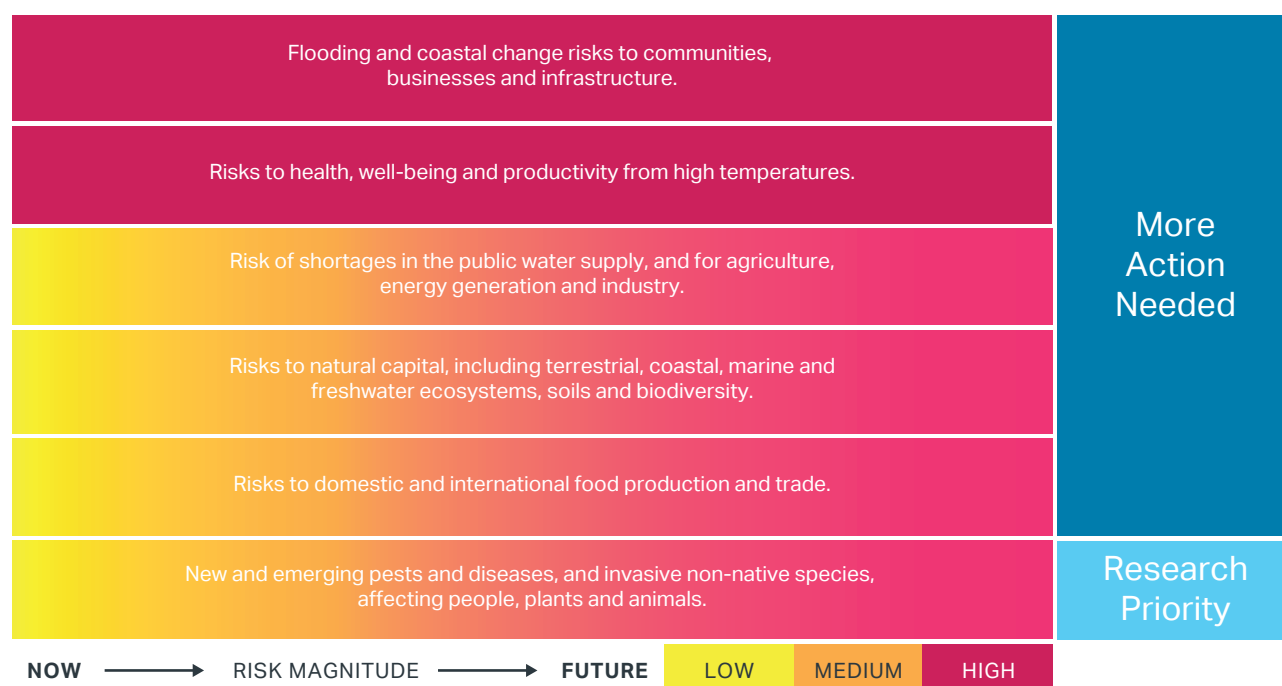 Flooding and coastal change risks to communities,
businesses and infrastructure.
Risks to health, well-being and productivity from high temperatures.
Risk of shortages in the public water supply, and for agriculture,
energy generation and industry.
Risks to natural capital, including terrestrial, coastal, marine and
freshwater ecosystems, soils and biodiversity.
Risks to domestic and international food production and trade.
More
Action
Needed
New and emerging pests and diseases, and invasive non-native species,
affecting people, plants and animals.
Research
Priority
NOW RISK MAGNITUDE FUTURE LOW MEDIUM HIGH